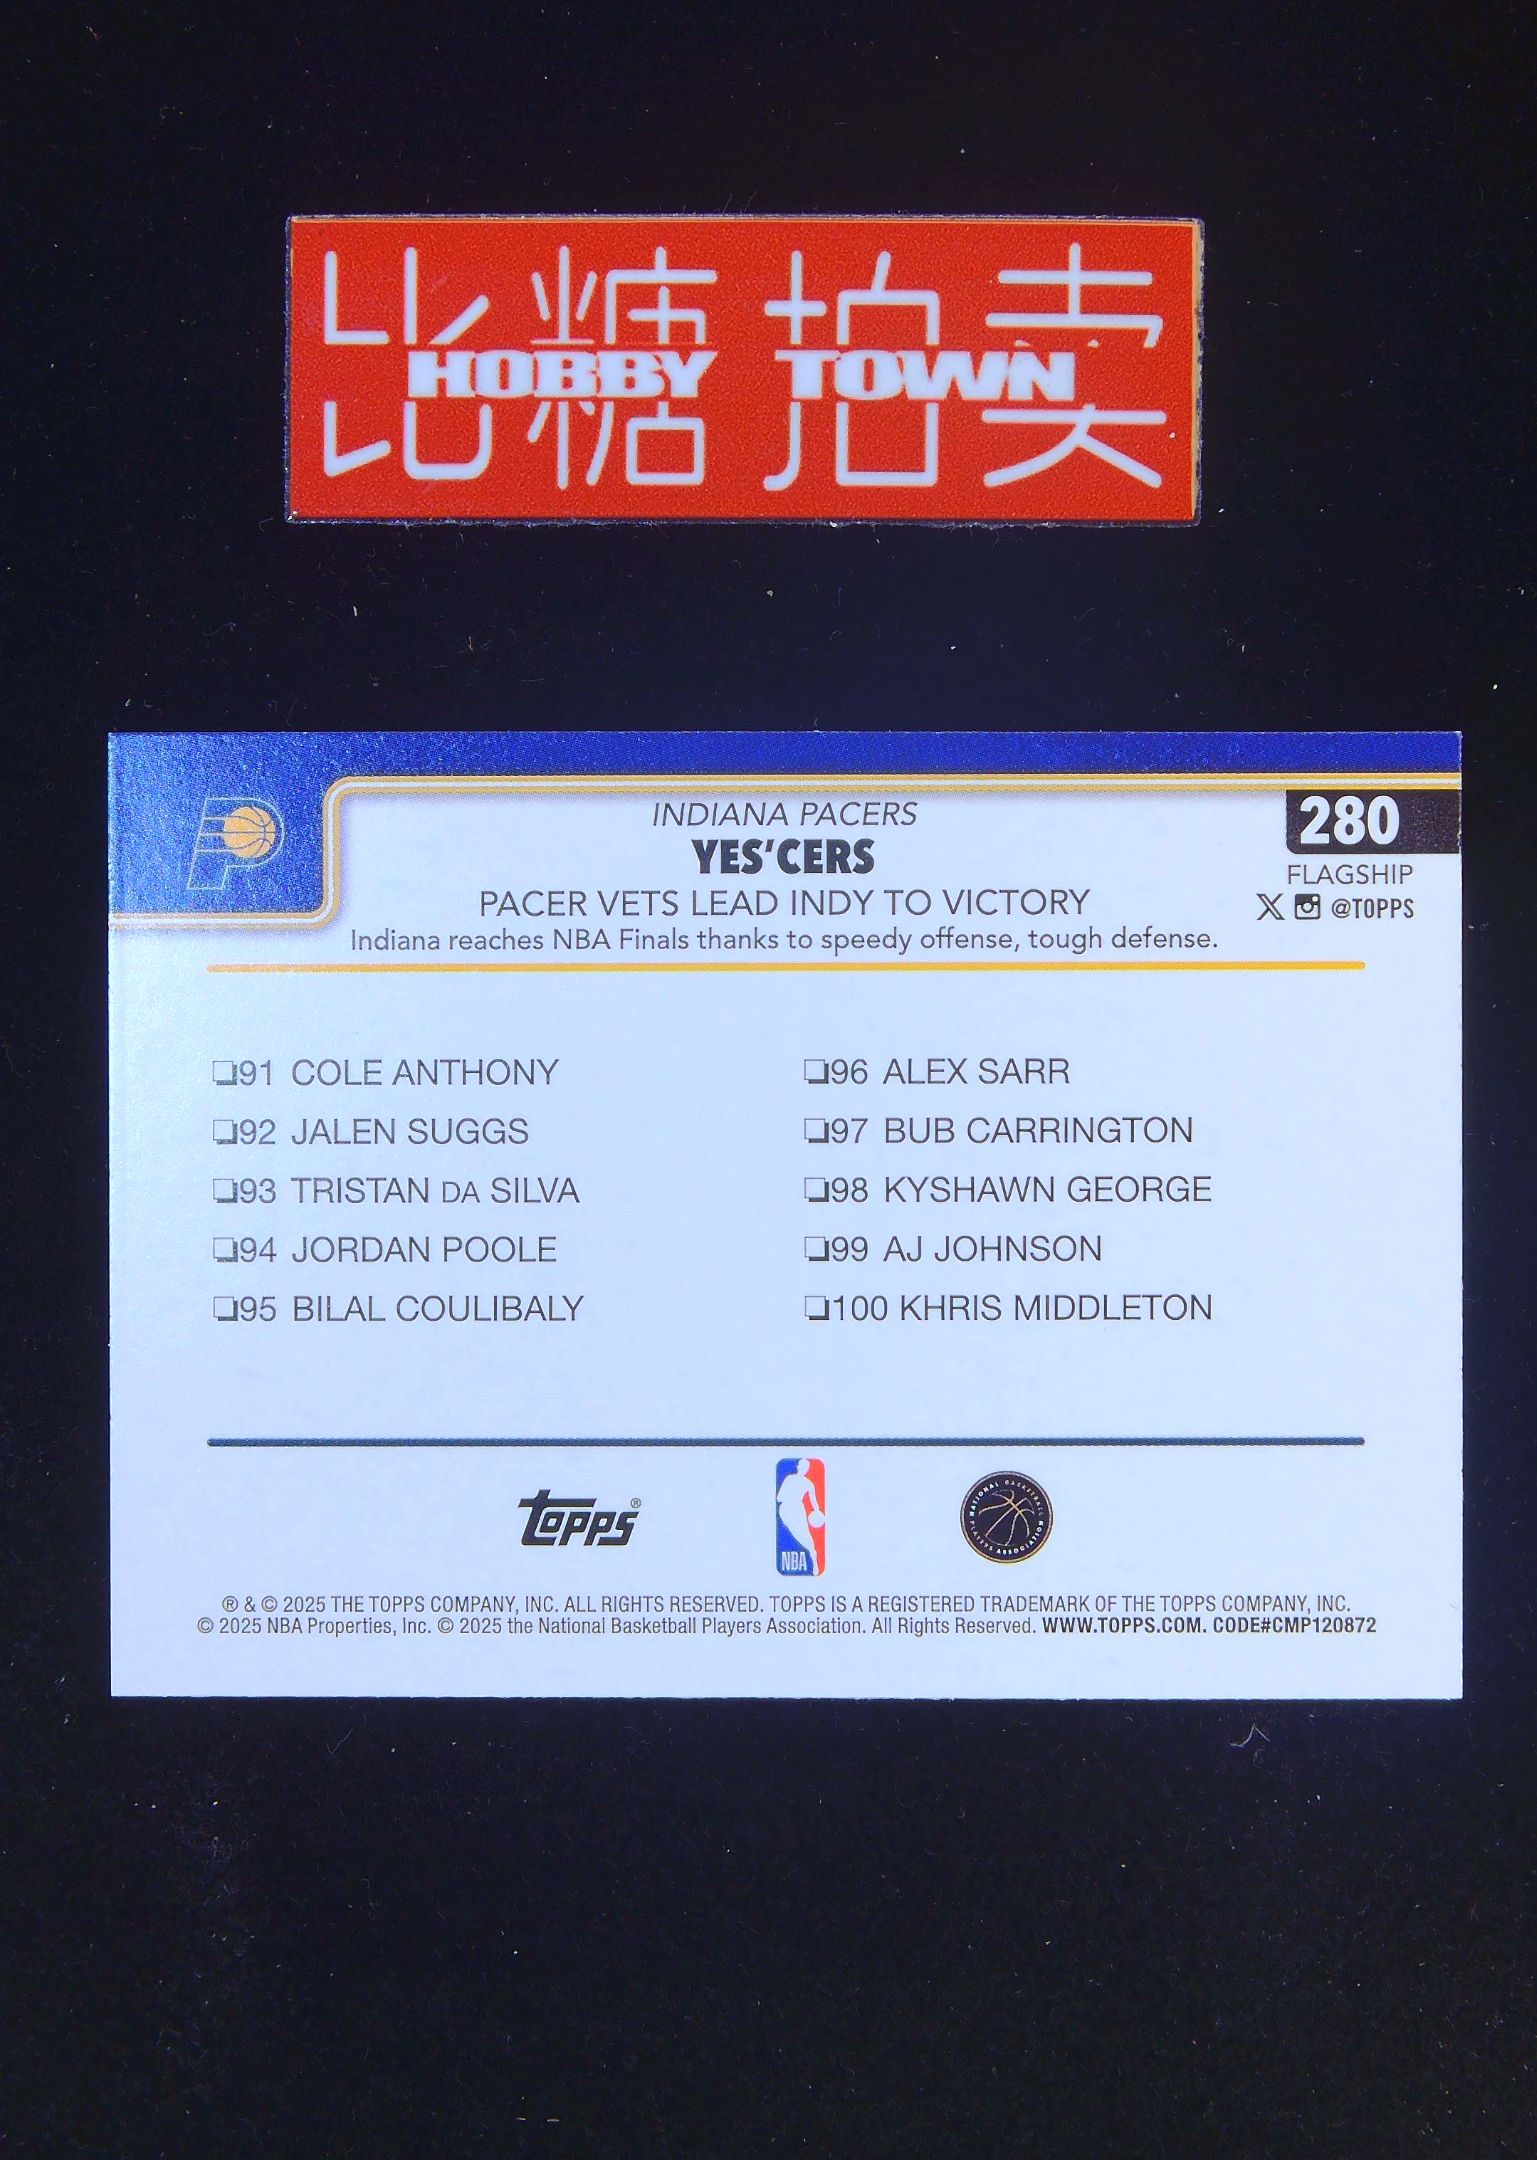 比糖拍卖
HOBBY TOWN
INDIANA PACERS
YES'CERS
PACER VETS LEAD INDY TO VICTORY
Indiana reaches NBA Finals thanks to speedy offense, tough defense.
280
FLAGSHIP
X @TOPPS
❏91 COLE ANTHONY
❏92 JALEN SUGGS
❏93 TRISTAN DA SILVA
❏94 JORDAN POOLE
❏95 BILAL COULIBALY
❏96 ALEX SARR
❏97 BUB CARRINGTON
❏98 KYSHAWN GEORGE
❏99 AJ JOHNSON
❏100 KHRIS MIDDLETON
Topps®
NBA
NATIONAL BASKETBALL PLAYERS ASSOCIATION
® & © 2025 THE TOPPS COMPANY, INC. ALL RIGHTS RESERVED. TOPPS IS A REGISTERED TRADEMARK OF THE TOPPS COMPANY, INC.
© 2025 NBA Properties, Inc. © 2025 the National Basketball Players Association. All Rights Reserved. WWW.TOPPS.COM. CODE#CMP120872